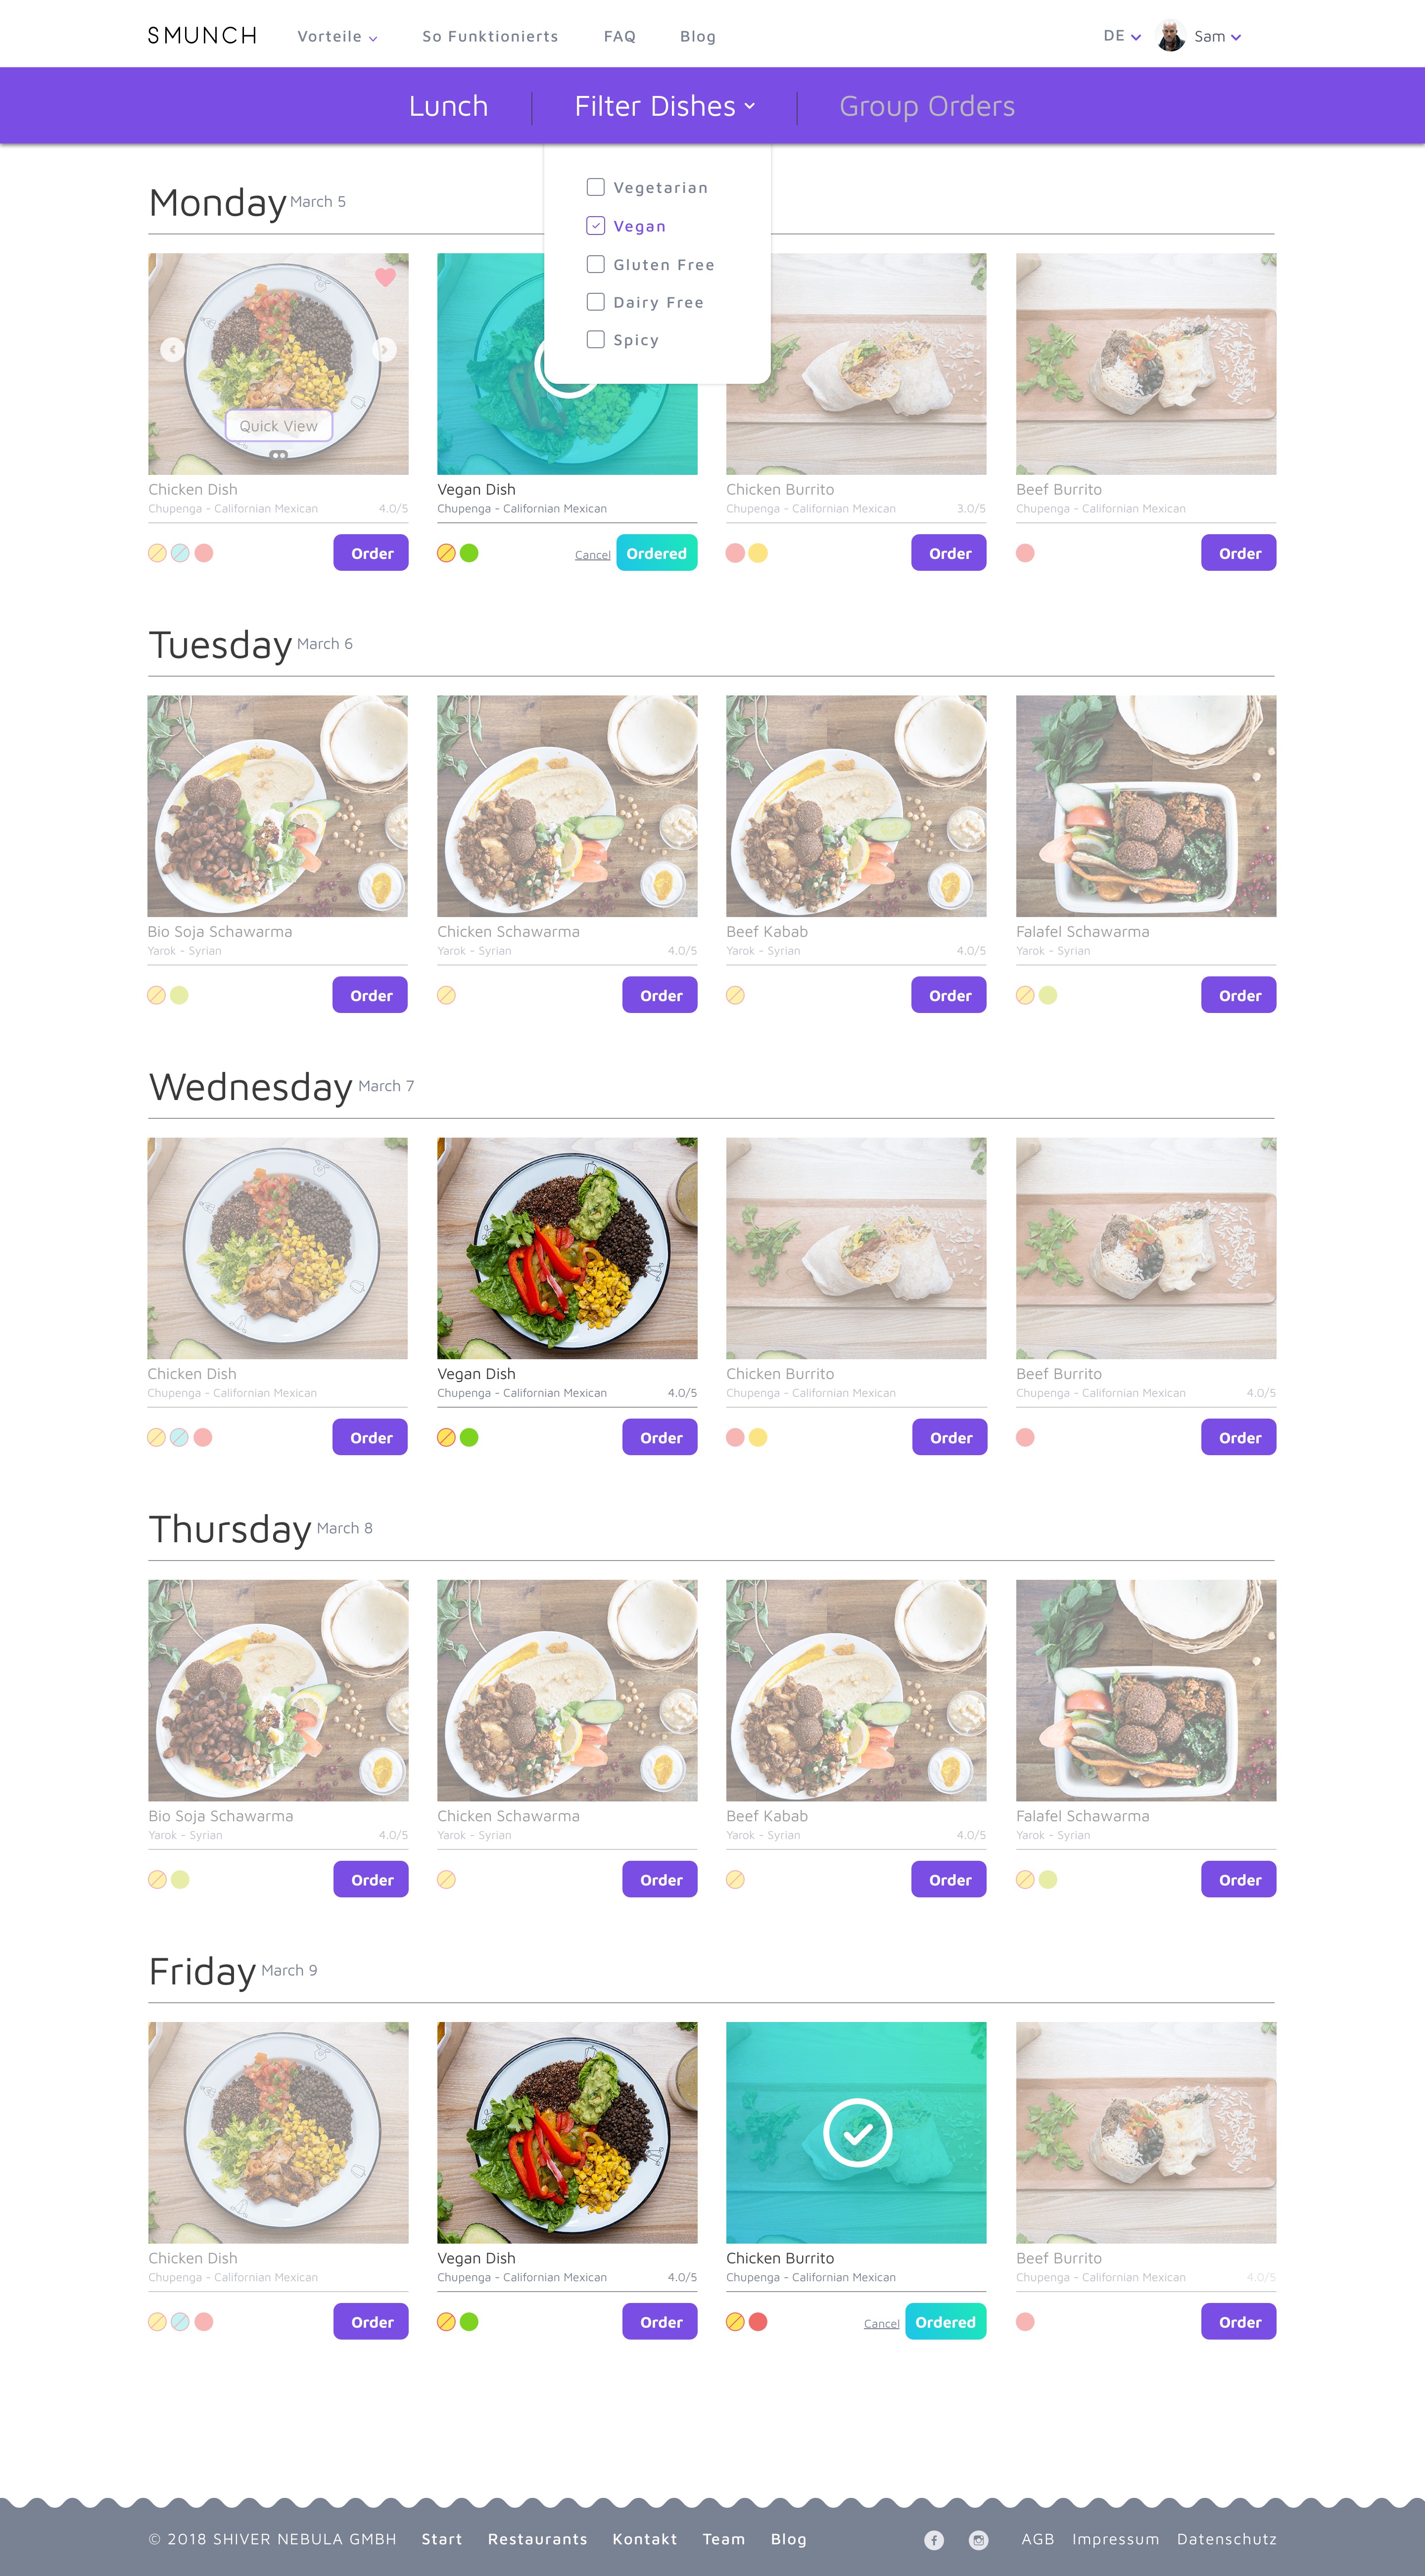 SMUNCH Vorteile So Funktionierts FAQ Blog DE Sam
Lunch Filter Dishes Group Orders
Vegetarian
Vegan
Gluten Free
Dairy Free
Spicy
Monday March 5
Quick View
Chicken Dish Vegan Dish Chicken Burrito Beef Burrito
Chupenga - Californian Mexican 4.0/5 Chupenga - Californian Mexican Chupenga - Californian Mexican 3.0/5 Chupenga - Californian Mexican
Order Cancel Ordered Order Order
Tuesday March 6
Bio Soja Schawarma Chicken Schawarma Beef Kabab Falafel Schawarma
Yarok - Syrian Yarok - Syrian 4.0/5 Yarok - Syrian 4.0/5 Yarok - Syrian
Order Order Order Order
Wednesday March 7
Chicken Dish Vegan Dish Chicken Burrito Beef Burrito
Chupenga - Californian Mexican Chupenga - Californian Mexican 4.0/5 Chupenga - Californian Mexican Chupenga - Californian Mexican 4.0/5
Order Order Order Order
Thursday March 8
Bio Soja Schawarma Chicken Schawarma Beef Kabab Falafel Schawarma
Yarok - Syrian 4.0/5 Yarok - Syrian Yarok - Syrian 4.0/5 Yarok - Syrian
Order Order Order Order
Friday March 9
Chicken Dish Vegan Dish Chicken Burrito Beef Burrito
Chupenga - Californian Mexican Chupenga - Californian Mexican 4.0/5 Chupenga - Californian Mexican Chupenga - Californian Mexican 4.0/5
Order Order Cancel Ordered Order
© 2018 SHIVER NEBULA GMBH Start Restaurants Kontakt Team Blog AGB Impressum Datenschutz